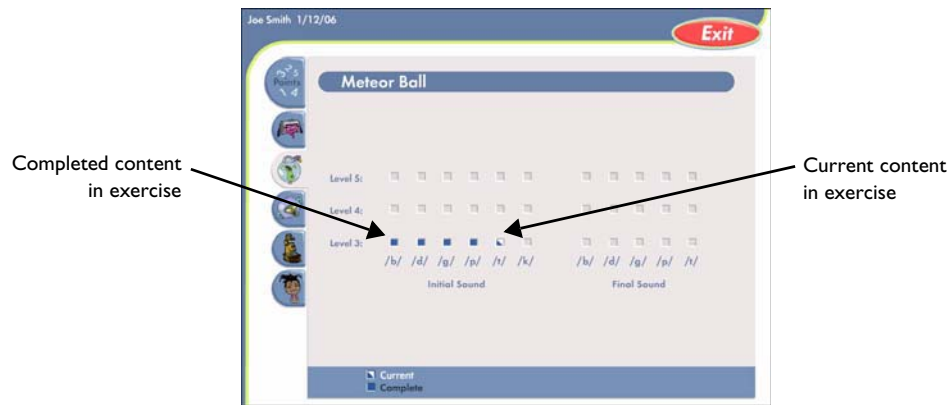 Joe Smith 1/12/06
Exit
Points
Meteor Ball
Completed content
in exercise
Current content
in exercise
Level 5:
Level 4:
Level 3:
/b/ /d/ /g/ /p/ /t/ /k/ /b/ /d/ /g/ /p/ /t/
Initial Sound Final Sound
Current
Complete